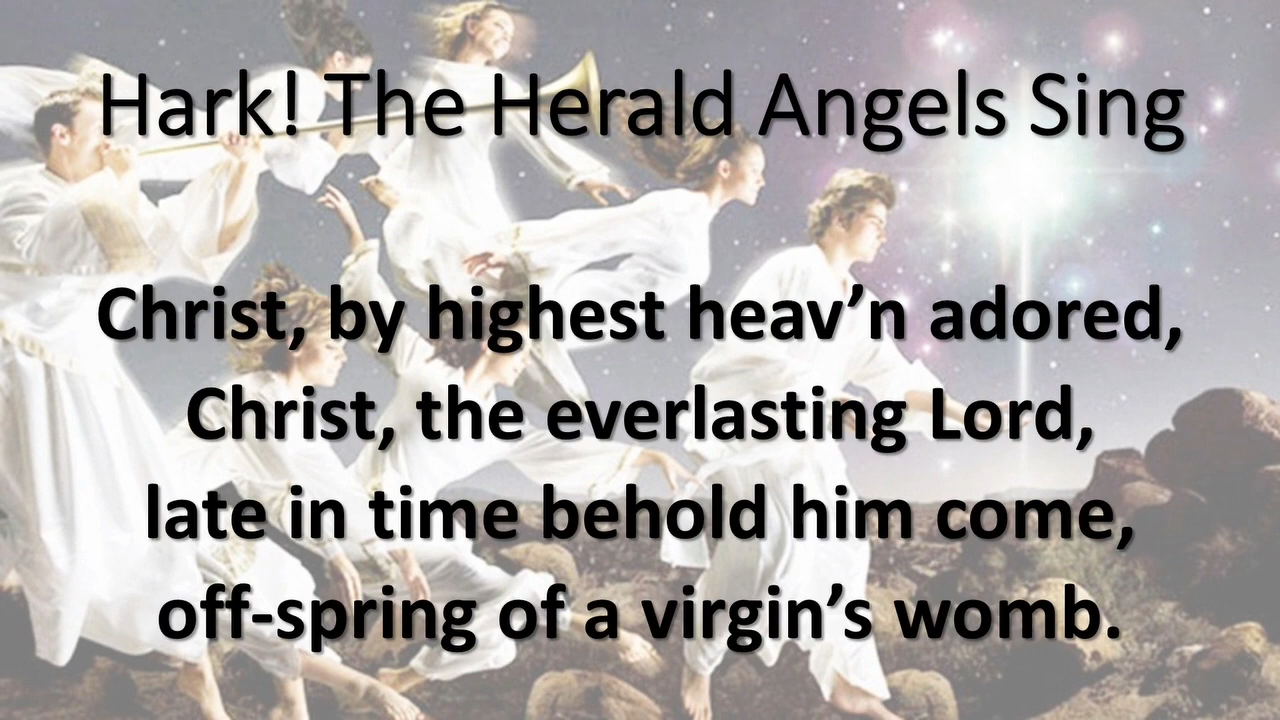 Hark! The Herald Angels Sing
Christ, by highest heav’n adored,
Christ, the everlasting Lord,
late in time behold him come,
off-spring of a virgin’s womb.